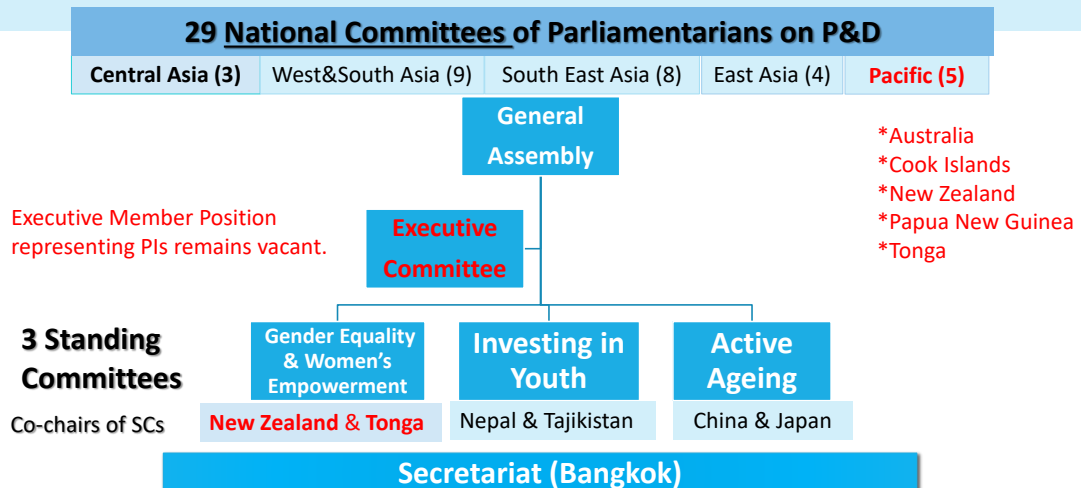 29 National Committees of Parliamentarians on P&D
Central Asia (3) West&South Asia (9) South East Asia (8) East Asia (4) Pacific (5)
General
Assembly
*Australia
*Cook Islands
*New Zealand
*Papua New Guinea
*Tonga
Executive Member Position
representing PIs remains vacant.
Executive
Committee
3 Standing
Committees
Gender Equality
& Women's
Empowerment
Investing in
Youth
Active
Ageing
Co-chairs of SCs
New Zealand & Tonga
Nepal & Tajikistan
China & Japan
Secretariat (Bangkok)